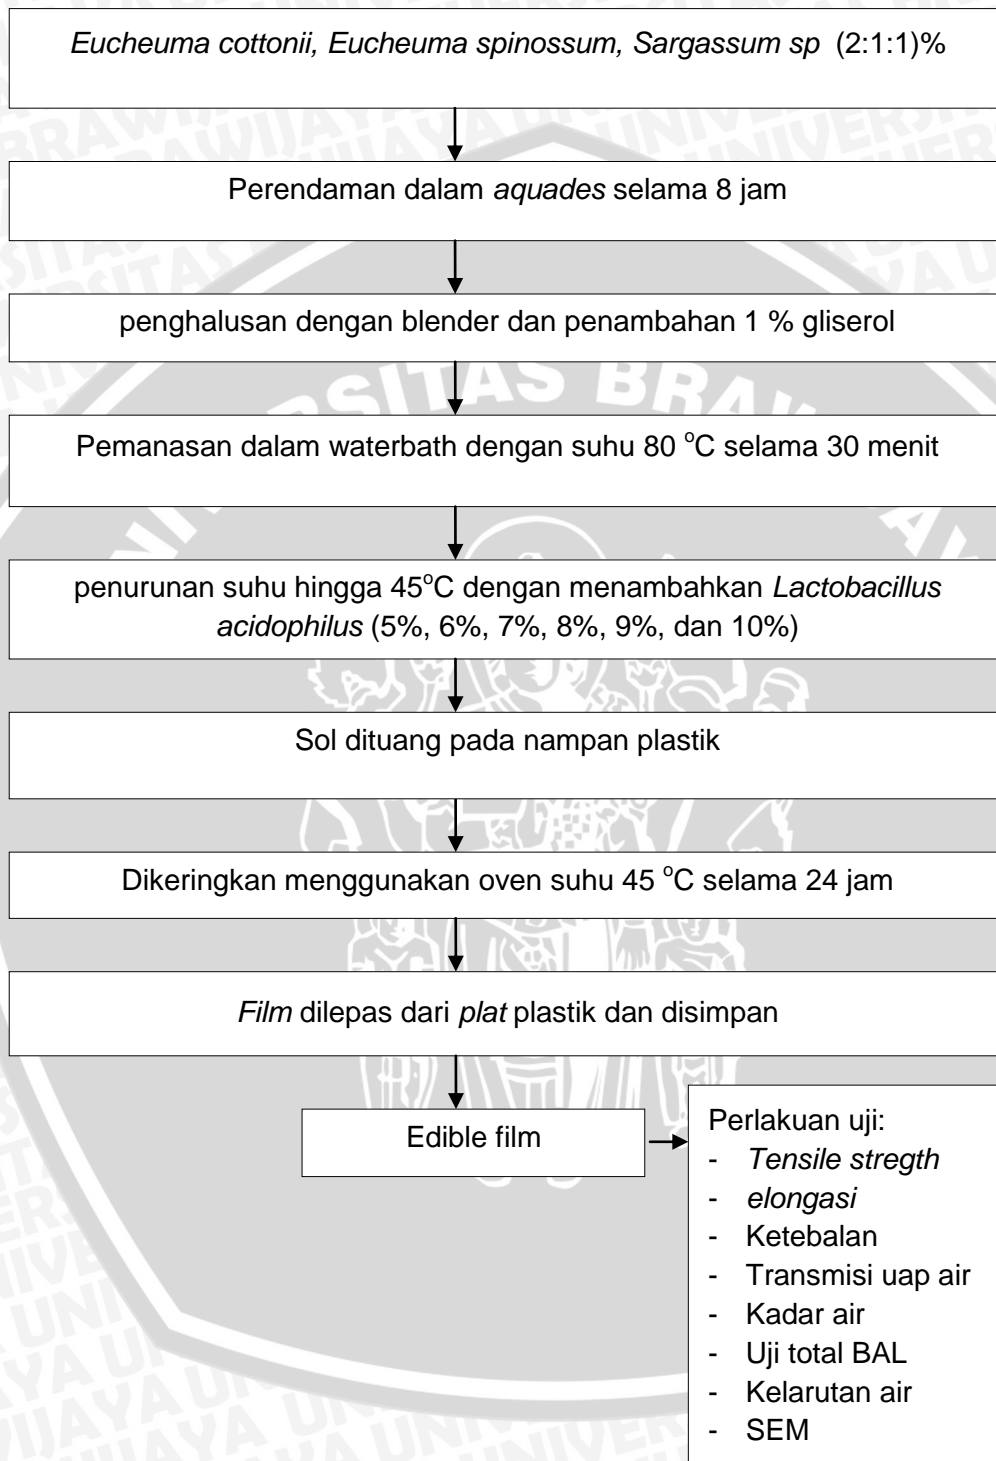 Eucheuma cottonii, Eucheuma spinossum, Sargassum sp (2:1:1)%
Perendaman dalam aquades selama 8 jam
penghalusan dengan blender dan penambahan 1 % gliserol
Pemanasan dalam waterbath dengan suhu 80 °C selama 30 menit
penurunan suhu hingga 45°C dengan menambahkan Lactobacillus
acidophilus (5%, 6%, 7%, 8%, 9%, dan 10%)
Sol dituang pada nampan plastik
Dikeringkan menggunakan oven suhu 45 °C selama 24 jam
Film dilepas dari plat plastik dan disimpan
Edible film
Perlakuan uji:
- Tensile stregth
- elongasi
- Ketebalan
- Transmisi uap air
- Kadar air
- Uji total BAL
- Kelarutan air
- SEM